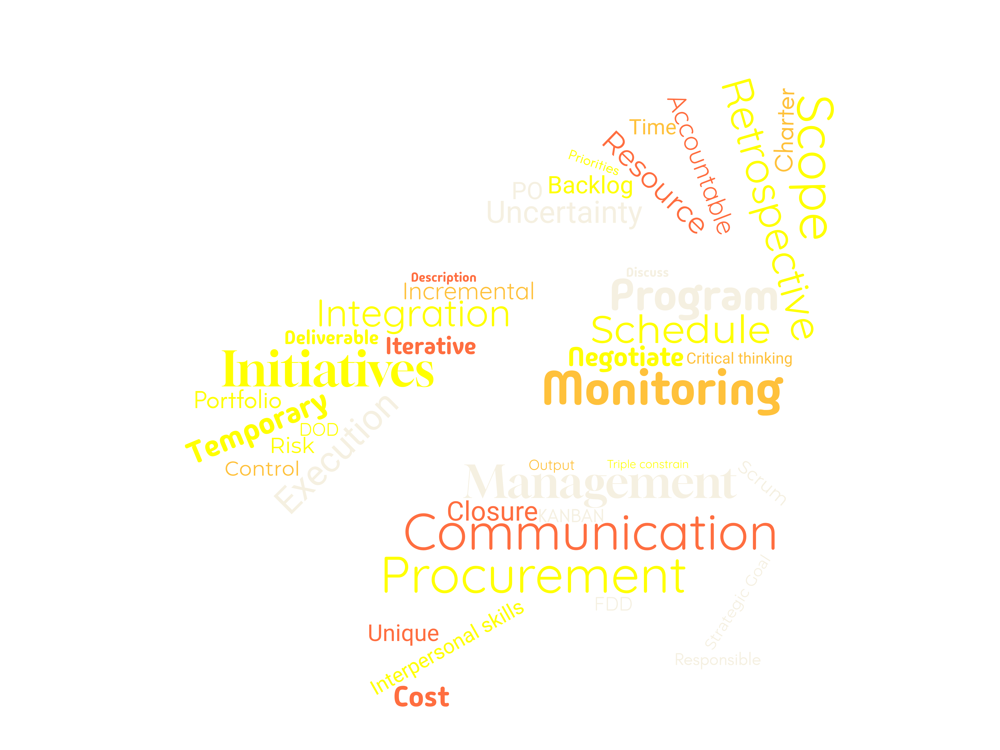 Scope
Charter
Retrospective
Accountable
Time
Resource
Priorities
Backlog
PO
Uncertainty
Discuss
Program
Schedule
Negotiate
Critical thinking
Monitoring
Description
Incremental
Integration
Deliverable
Iterative
Initiatives
Portfolio
Temporary
DOD
Risk
Control
Execution
Output
Triple constrain
Management
Scrum
Closure
KANBAN
Communication
Procurement
FDD
Strategic Goal
Responsible
Unique
Interpersonal skills
Cost